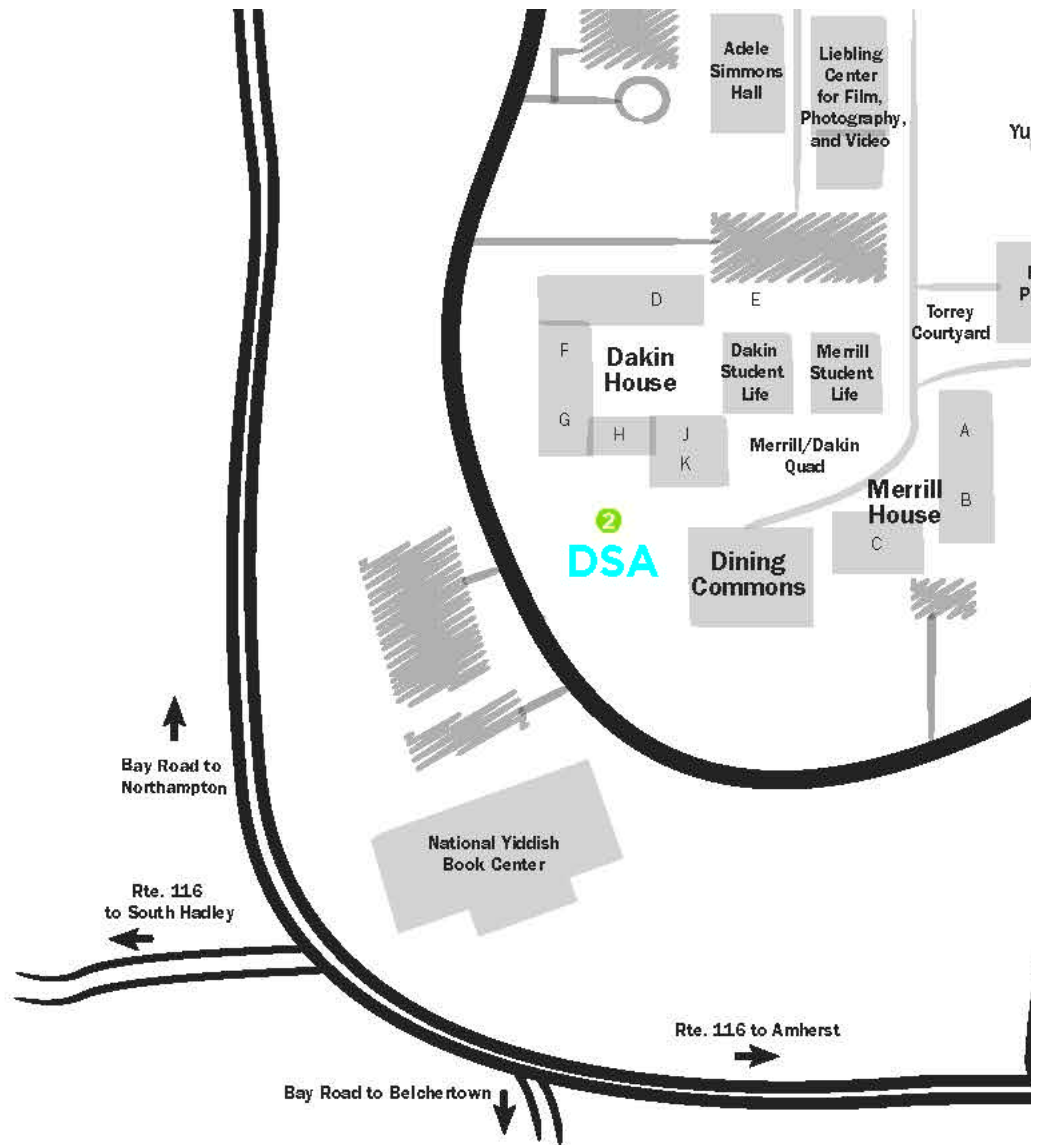 Adele
Simmons
Hall
Liebling
Center
for Film,
Photography,
and Video
D
E
Torrey
Courtyard
F
Dakin
House
Dakin
Student
Life
Merrill
Student
Life
G
H
J
K
Merrill/Dakin
Quad
A
B
Merrill
House
C
2
DSA
Dining
Commons
Bay Road to
Northampton
National Yiddish
Book Center
Rte. 116
to South Hadley
Rte. 116 to Amherst
Bay Road to Belchertown